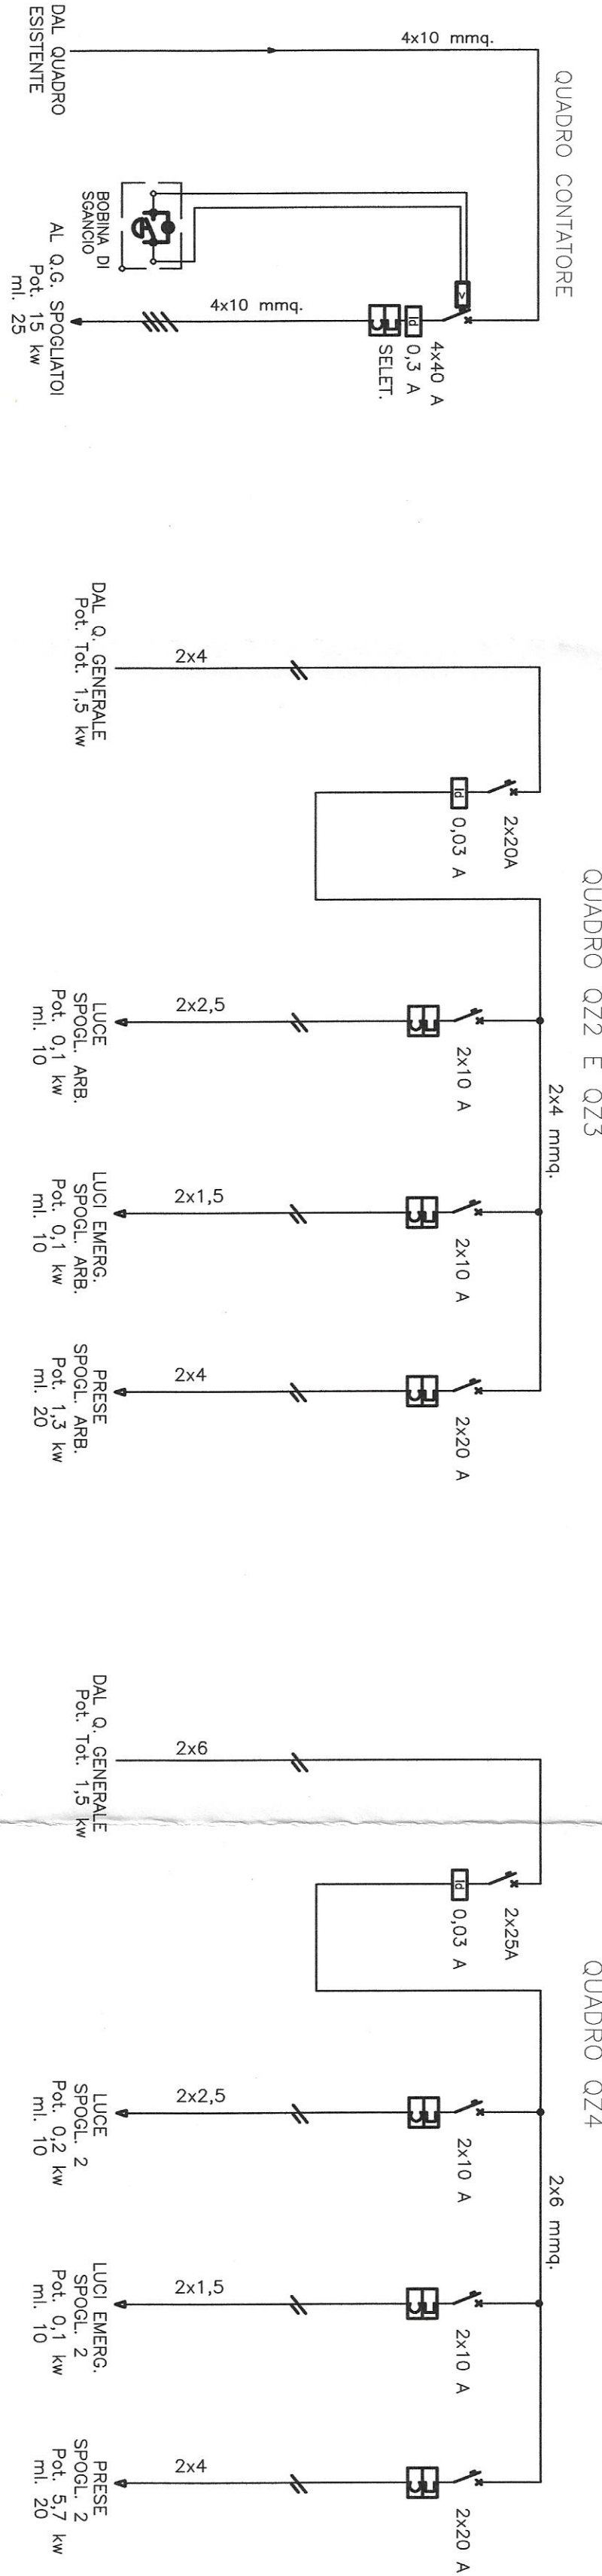 QUADRO CONTATORE
4x10 mmq.
DAL QUADRO
ESISTENTE
BOBINA DI
SGANCIO
4x40 A
Id
0,3 A
SELET.
4x10 mmq.
AL Q.G. SPOGLIATOI
Pot. 15 kw
ml. 25
QUADRO QZ2 E QZ3
DAL Q. GENERALE
Pot. Tot. 1,5 kw
2x4
2x20A
Id
0,03 A
2x4 mmq.
2x10 A
2x2,5
LUCE
SPOGL. ARB.
Pot. 0,1 kw
ml. 10
2x10 A
2x1,5
LUCI EMERG.
SPOGL. ARB.
Pot. 0,1 kw
ml. 10
2x20 A
2x4
PRESE
SPOGL. ARB.
Pot. 1,3 kw
ml. 20
QUADRO QZ4
DAL Q. GENERALE
Pot. Tot. 1,5 kw
2x6
2x25A
Id
0,03 A
2x6 mmq.
2x10 A
2x2,5
LUCE
SPOGL. 2
Pot. 0,2 kw
ml. 10
2x10 A
2x1,5
LUCI EMERG.
SPOGL. 2
Pot. 0,1 kw
ml. 10
2x20 A
2x4
PRESE
SPOGL. 2
Pot. 5,7 kw
ml. 20